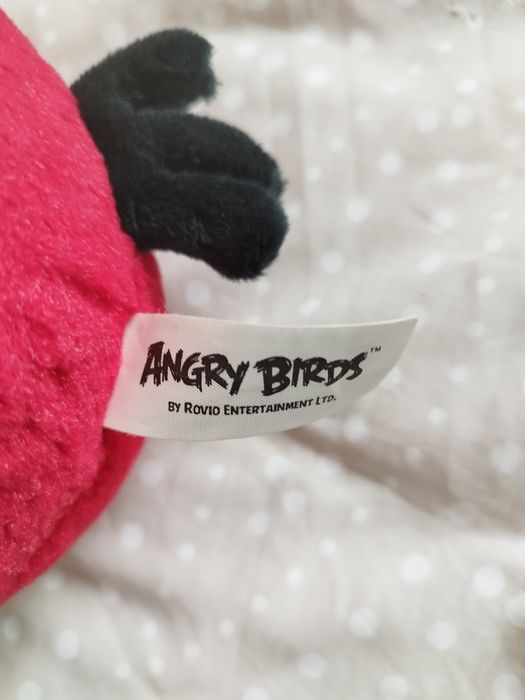 ANGRY BIRDS™
BY ROVIO ENTERTAINMENT LTD.